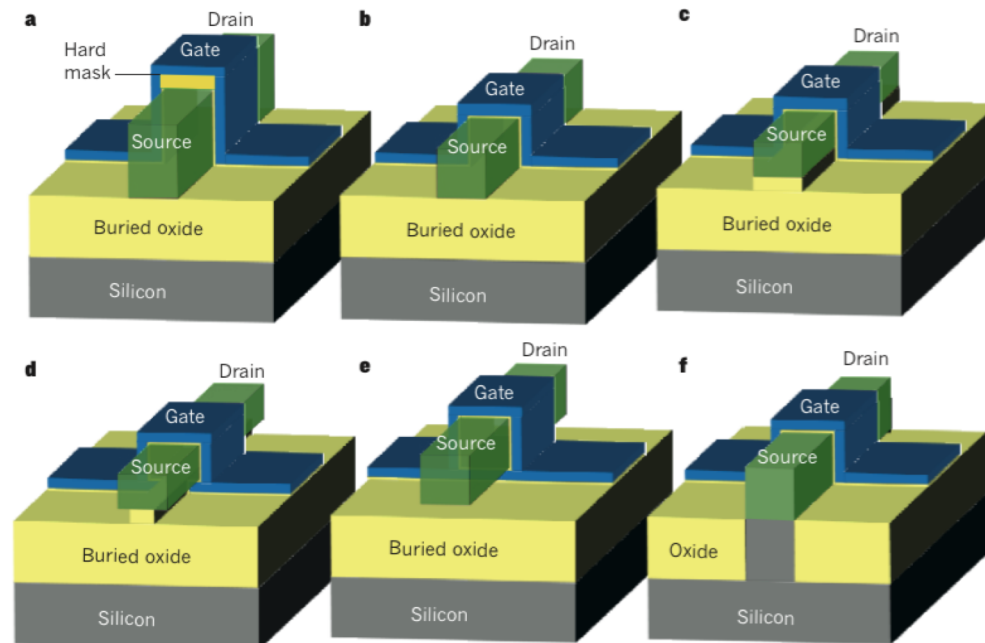 a
Drain
Gate
Hard
mask
Source
Buried oxide
Silicon
b
Drain
Gate
Source
Buried oxide
Silicon
c
Drain
Gate
Source
Buried oxide
Silicon
d
Drain
Gate
Source
Buried oxide
Silicon
e
Drain
Gate
Source
Buried oxide
Silicon
f
Drain
Gate
Source
Oxide
Silicon